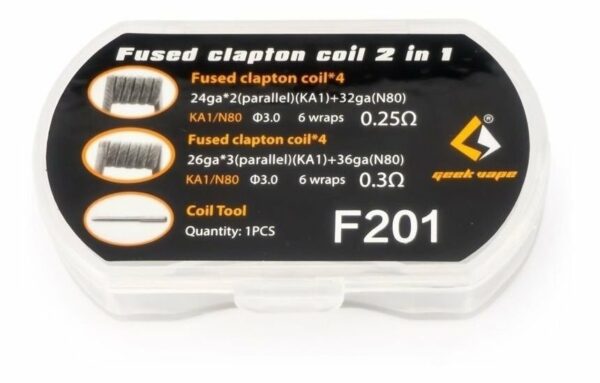 Fused clapton coil 2 in 1
Fused clapton coil*4
24ga*2(parallel)(KA1)+32ga(N80)
KA1/N80 Φ3.0 6 wraps 0.25Ω
Fused clapton coil*4
26ga*3(parallel)(KA1)+36ga(N80)
KA1/N80 Φ3.0 6 wraps 0.3Ω
Coil Tool
Quantity: 1PCS
®
geek vape
F201